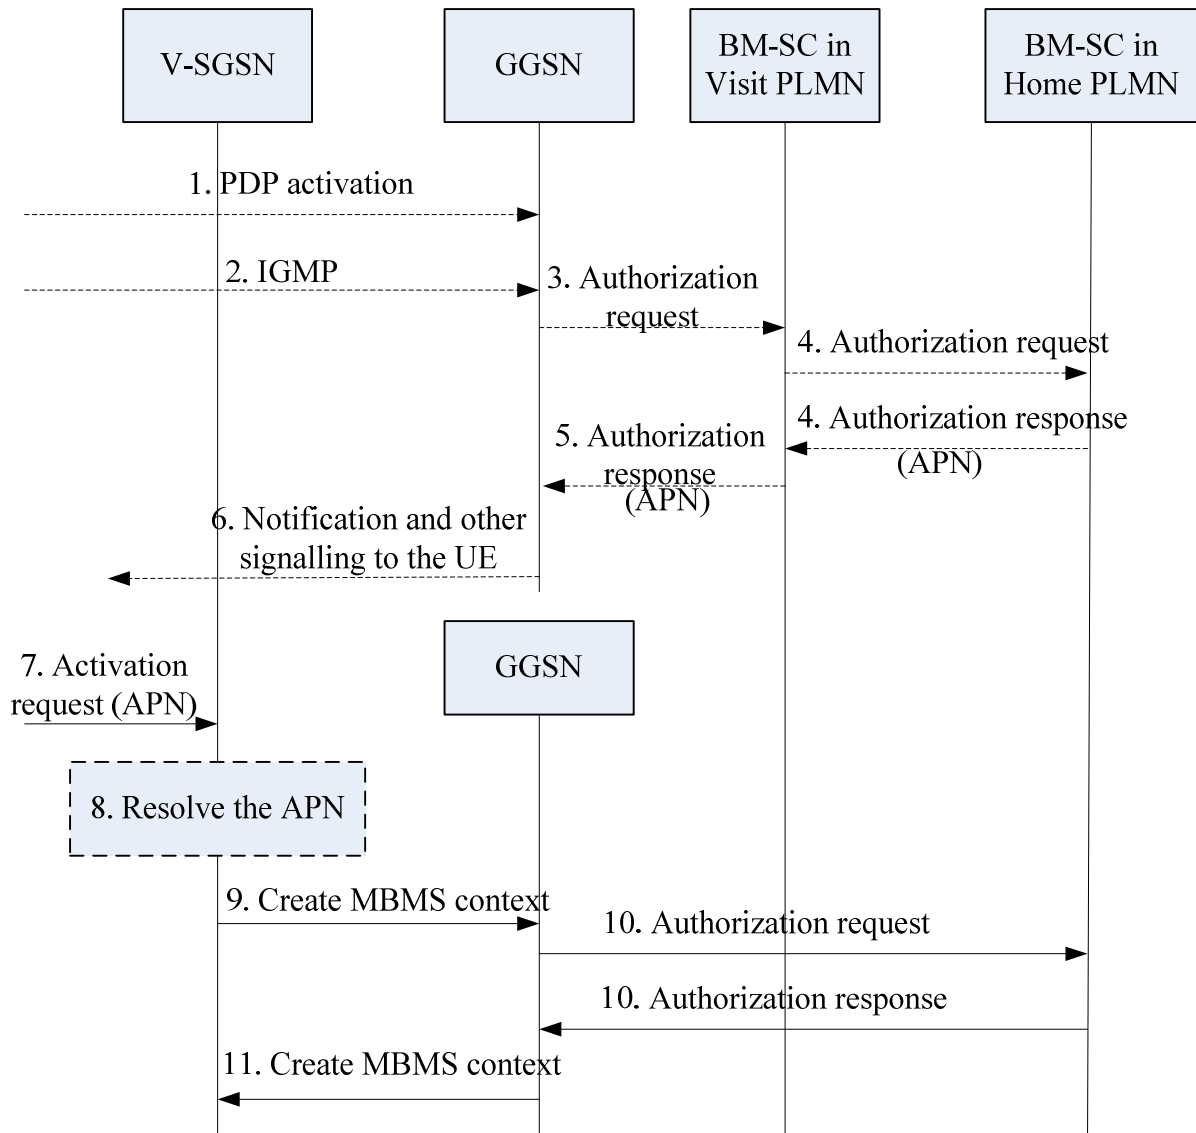 V-SGSN
GGSN
BM-SC in
Visit PLMN
BM-SC in
Home PLMN
1. PDP activation
2. IGMP
3. Authorization
request
4. Authorization request
4. Authorization response
(APN)
5. Authorization
response
(APN)
6. Notification and other
signalling to the UE
GGSN
7. Activation
request (APN)
8. Resolve the APN
9. Create MBMS context
10. Authorization request
10. Authorization response
11. Create MBMS context